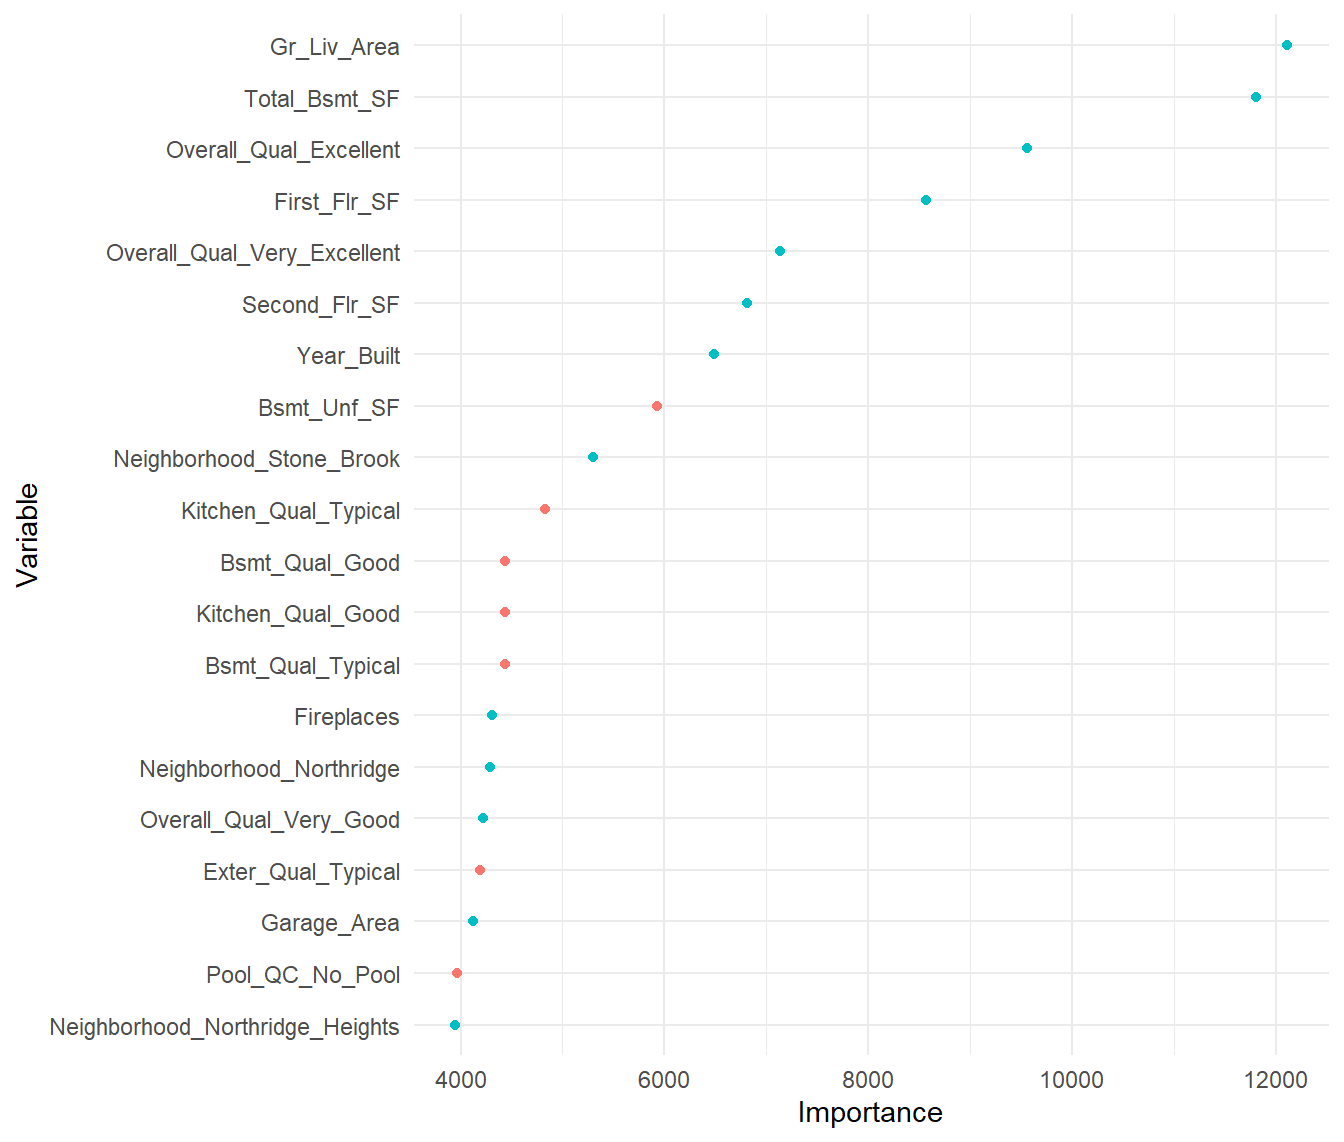 Gr_Liv_Area
Total_Bsmt_SF
Overall_Qual_Excellent
First_Flr_SF
Overall_Qual_Very_Excellent
Second_Flr_SF
Year_Built
Bsmt_Unf_SF
Neighborhood_Stone_Brook
Kitchen_Qual_Typical
Bsmt_Qual_Good
Kitchen_Qual_Good
Bsmt_Qual_Typical
Fireplaces
Neighborhood_Northridge
Overall_Qual_Very_Good
Exter_Qual_Typical
Garage_Area
Pool_QC_No_Pool
Neighborhood_Northridge_Heights
Variable
4000 6000 8000 10000 12000
Importance